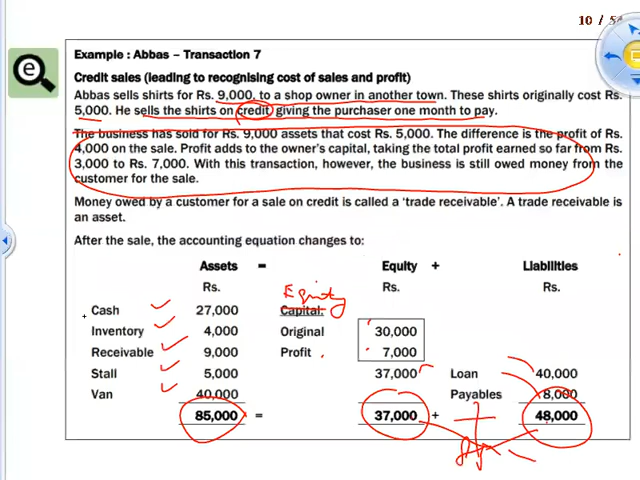 10 / 54
Example : Abbas – Transaction 7
Credit sales (leading to recognising cost of sales and profit)
Abbas sells shirts for Rs. 9,000, to a shop owner in another town. These shirts originally cost Rs.
5,000. He sells the shirts on credit giving the purchaser one month to pay.
The business has sold for Rs. 9,000 assets that cost Rs. 5,000. The difference is the profit of Rs.
4,000 on the sale. Profit adds to the owner's capital, taking the total profit earned so far from Rs.
3,000 to Rs. 7,000. With this transaction, however, the business is still owed money from the
customer for the sale.
Money owed by a customer for a sale on credit is called a 'trade receivable'. A trade receivable is
an asset.
After the sale, the accounting equation changes to:
Assets = Equity + Liabilities
Rs. Rs. Rs.
Equity
Cash 27,000 Capital:
Inventory 4,000 Original 30,000
Receivable 9,000 Profit 7,000
Stall 5,000 37,000 Loan 40,000
Van 40,000 Payables 8,000
85,000 = 37,000 + 48,000